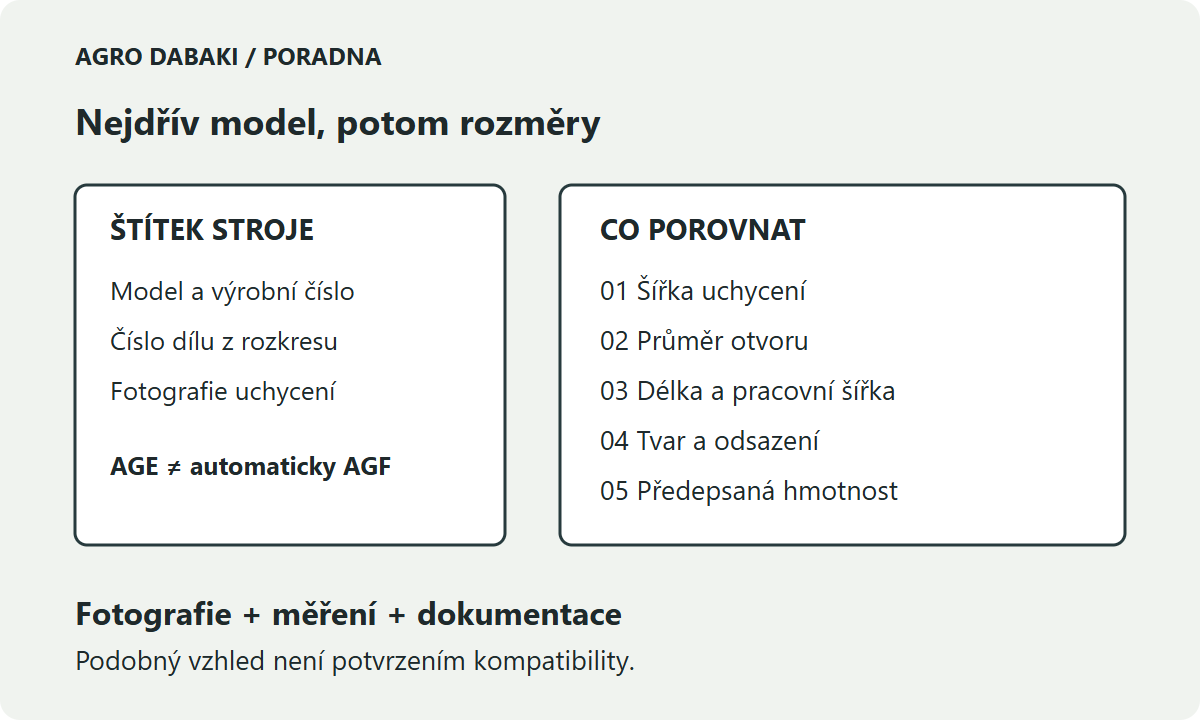 AGRO DABAKI / PORADNA
Nejdřív model, potom rozměry
ŠTÍTEK STROJE
Model a výrobní číslo
Číslo dílu z rozkresu
Fotografie uchycení
AGE ≠ automaticky AGF
CO POROVNAT
01 Šířka uchycení
02 Průměr otvoru
03 Délka a pracovní šířka
04 Tvar a odsazení
05 Předepsaná hmotnost
Fotografie + měření + dokumentace
Podobný vzhled není potvrzením kompatibility.